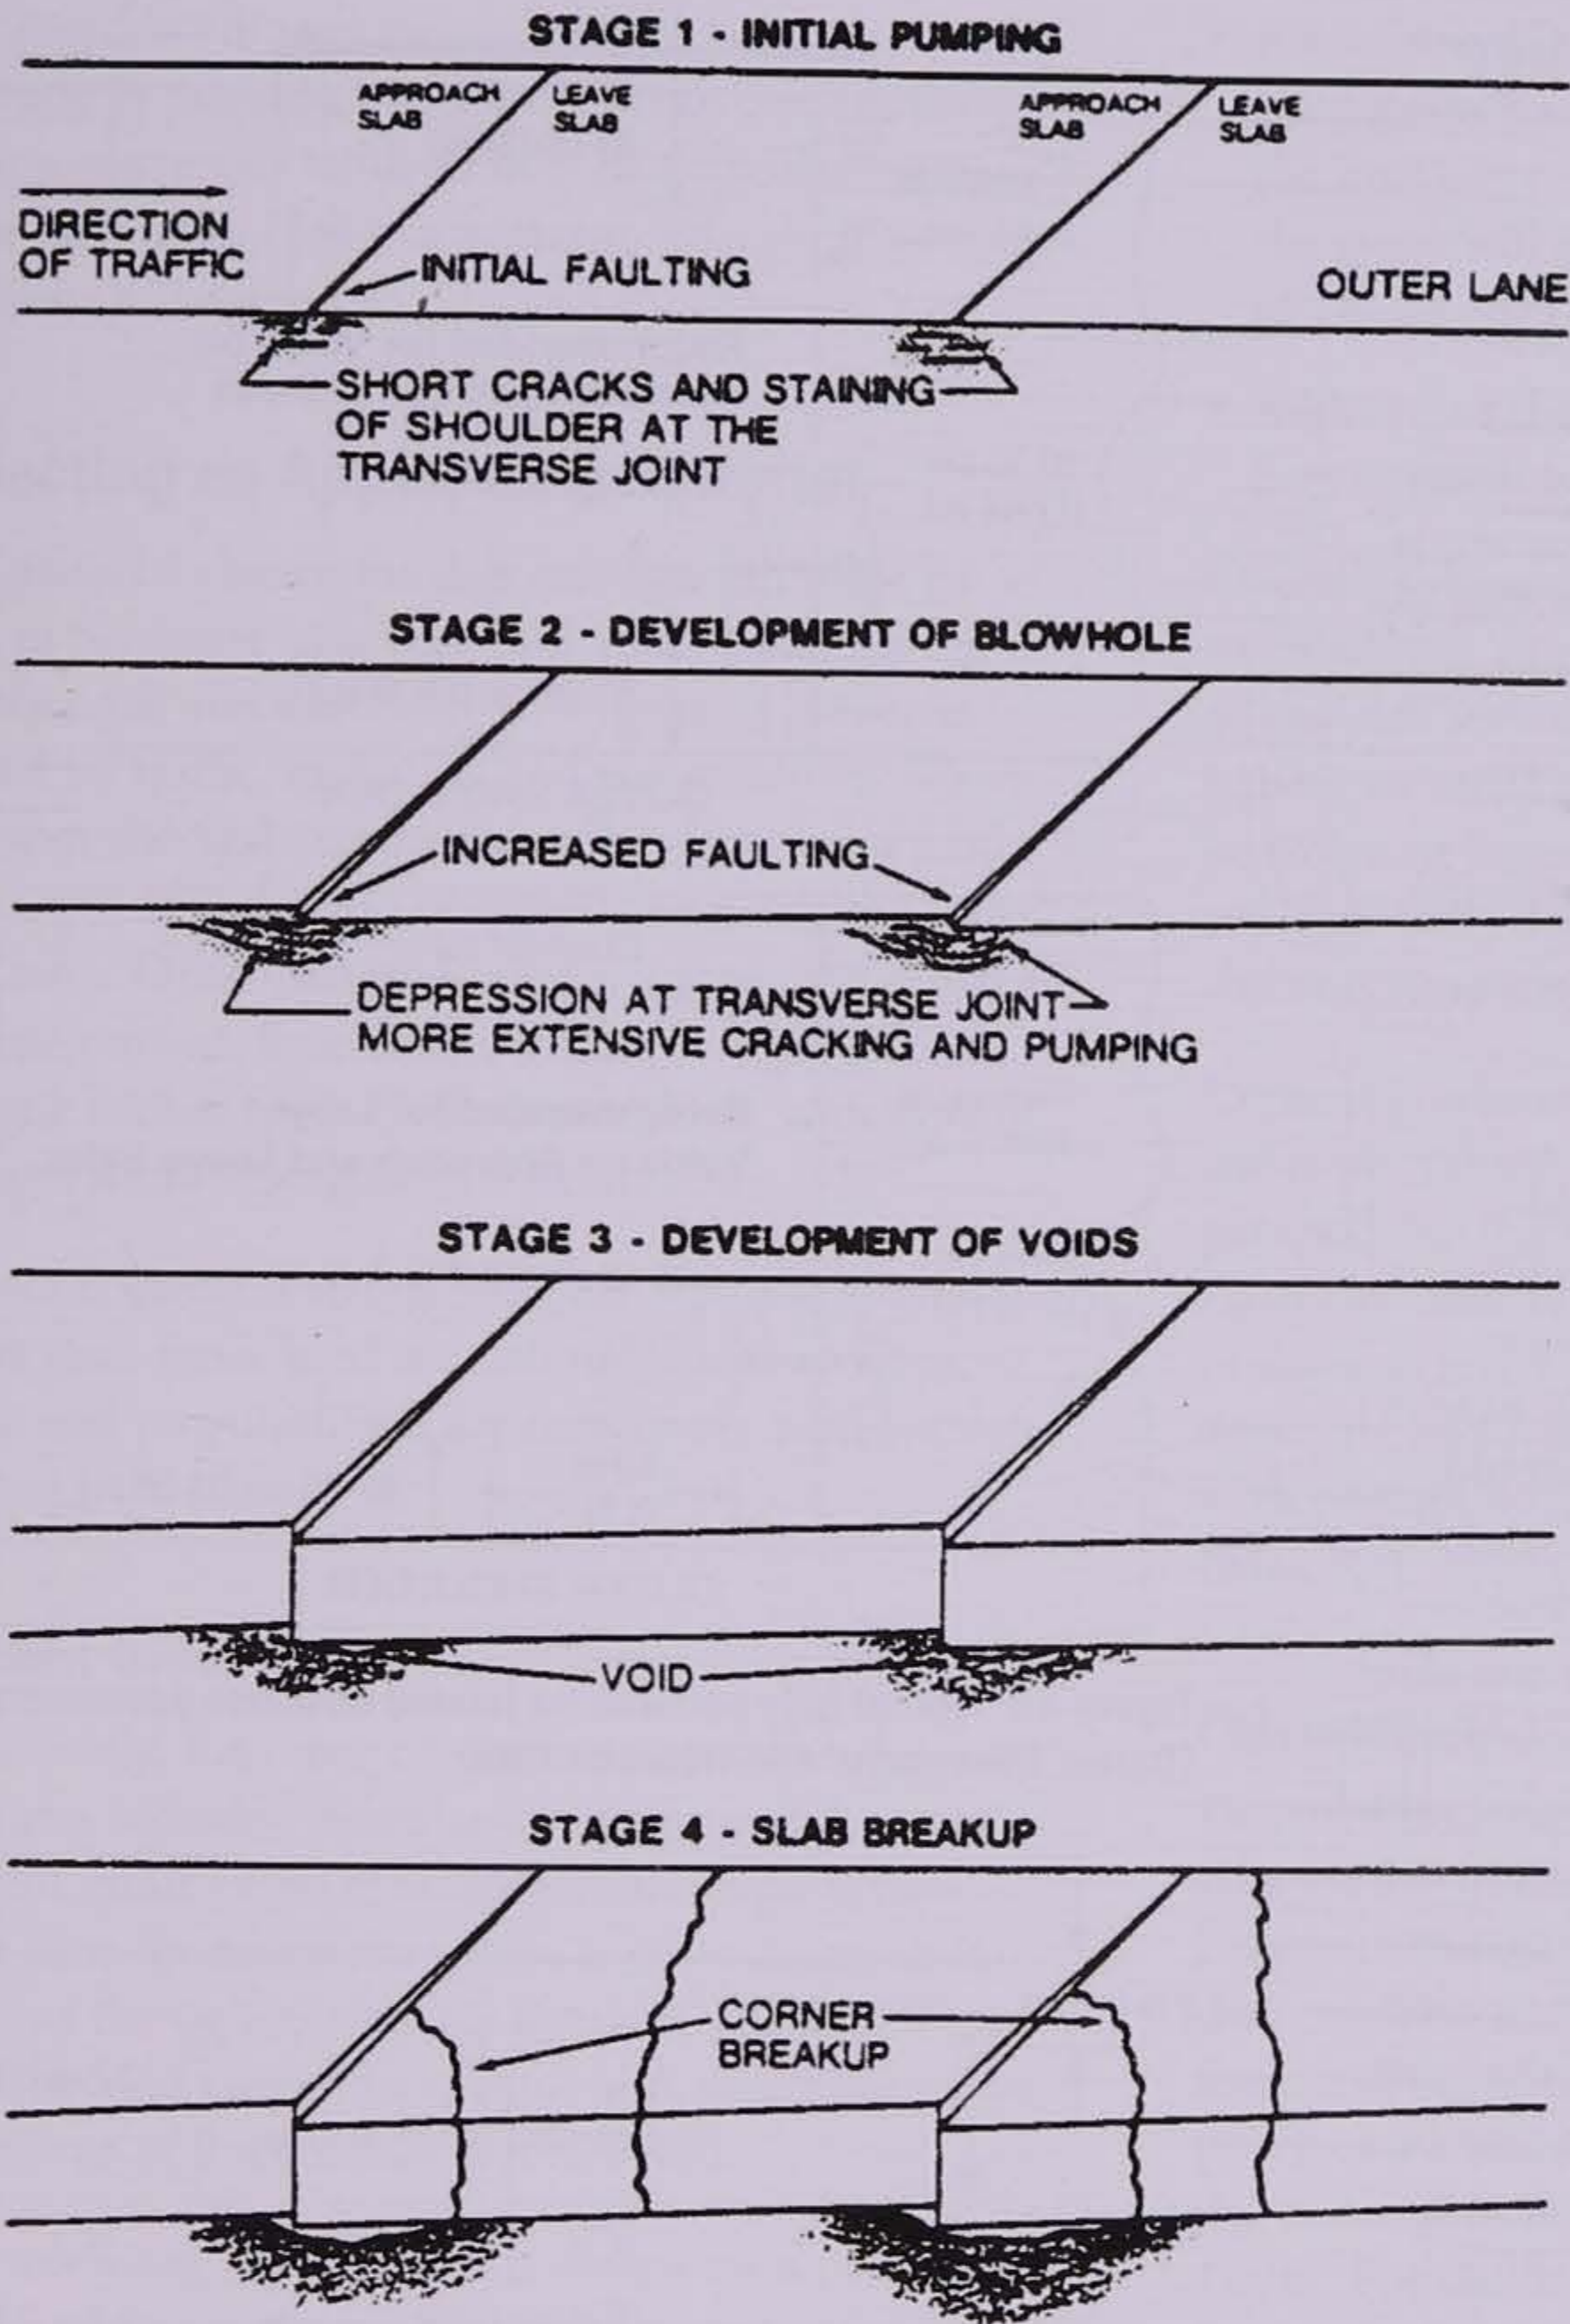 STAGE 1 - INITIAL PUMPING
APPROACH SLAB
LEAVE SLAB
APPROACH SLAB
LEAVE SLAB
DIRECTION
OF TRAFFIC
INITIAL FAULTING
OUTER LANE
SHORT CRACKS AND STAINING
OF SHOULDER AT THE
TRANSVERSE JOINT
STAGE 2 - DEVELOPMENT OF BLOWHOLE
INCREASED FAULTING
DEPRESSION AT TRANSVERSE JOINT
MORE EXTENSIVE CRACKING AND PUMPING
STAGE 3 - DEVELOPMENT OF VOIDS
VOID
STAGE 4 - SLAB BREAKUP
CORNER
BREAKUP